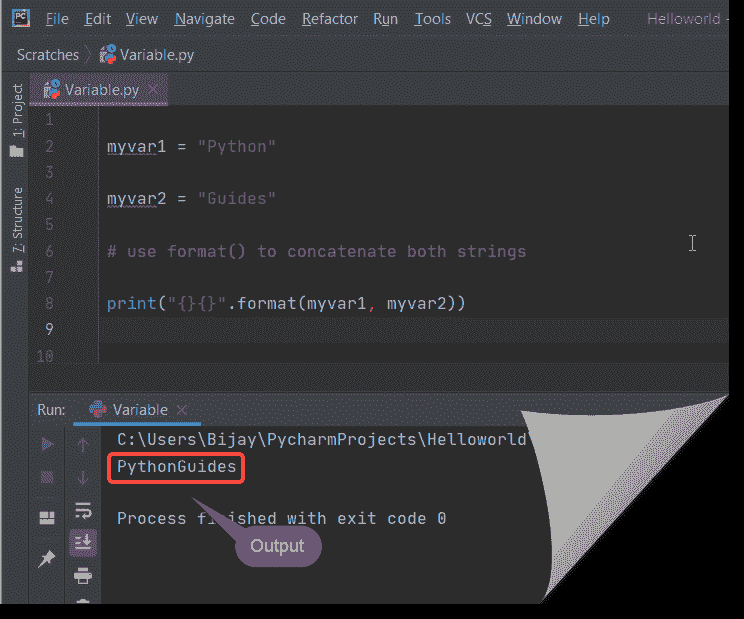 PC File Edit View Navigate Code Refactor Run Tools VCS Window Help Helloworld -
Scratches Variable.py
Variable.py
1: Project
7: Structure
1
2 myvar1 = "Python"
3
4 myvar2 = "Guides"
5
6 # use format() to concatenate both strings
7
8 print("{}{}".format(myvar1, myvar2))
9
10
Run: Variable
C:\Users\Bijay\PycharmProjects\Helloworld\
PythonGuides
Process finished with exit code 0
Output